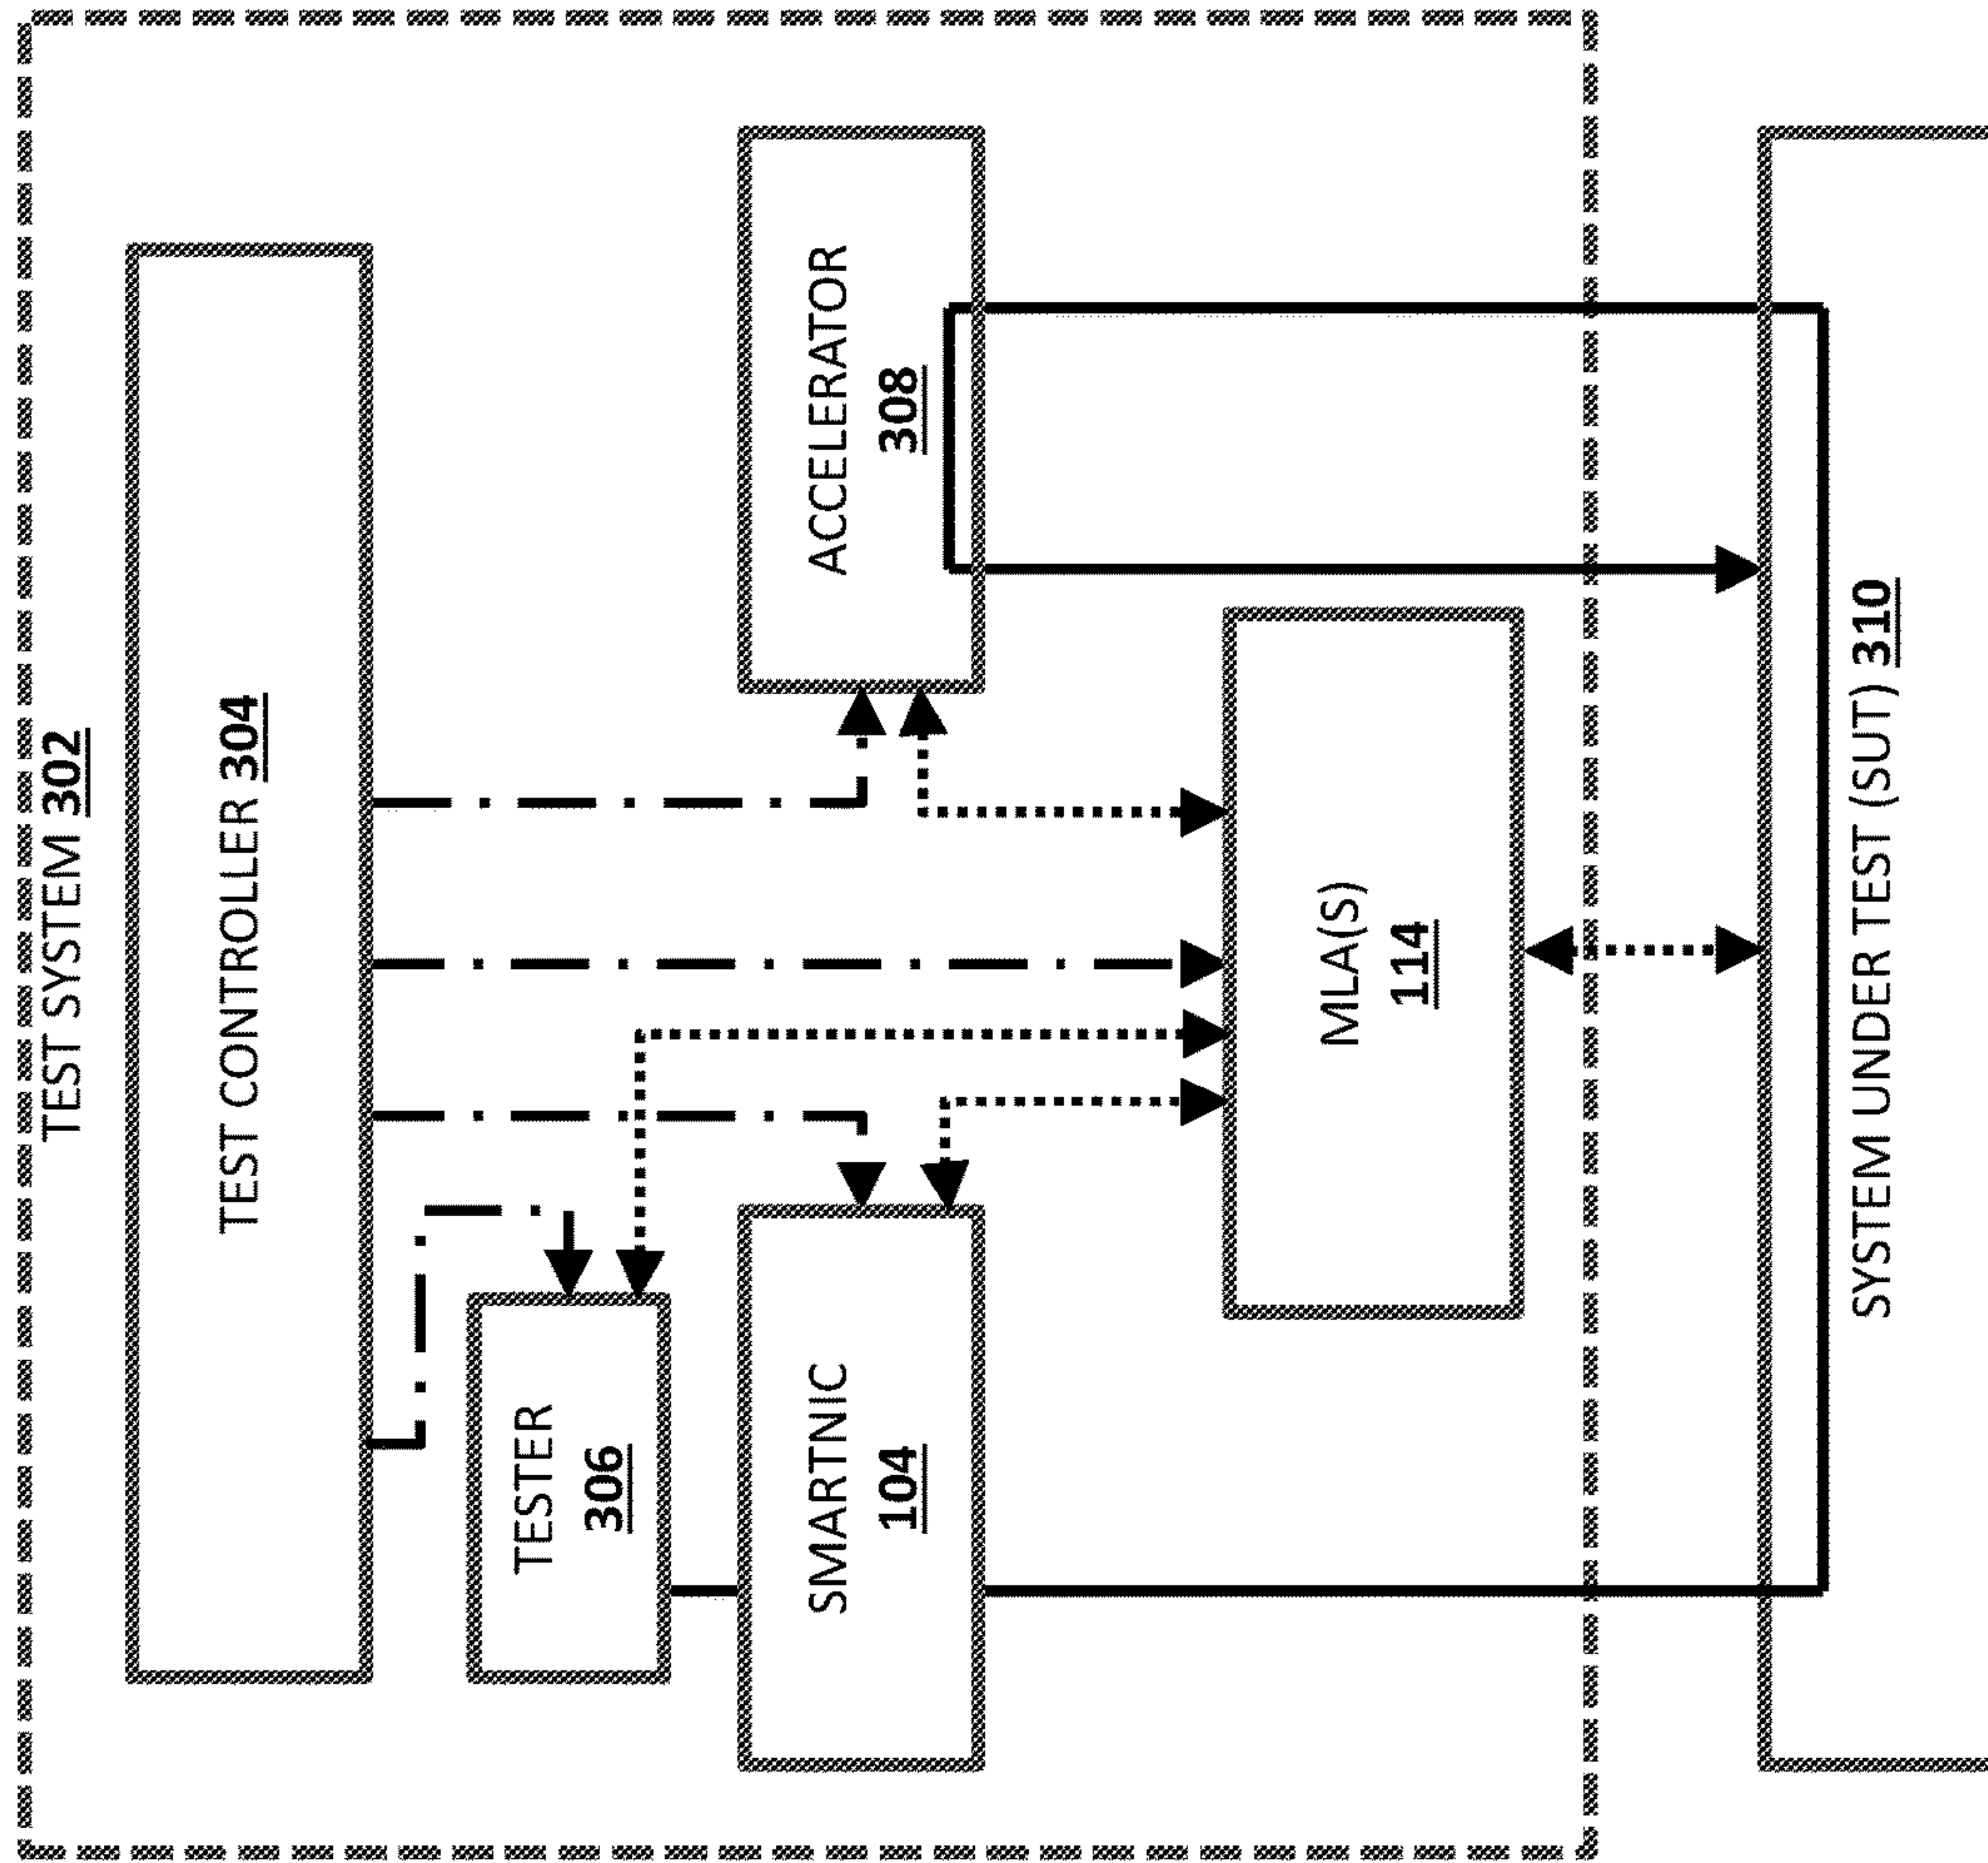 TEST SYSTEM 302
TEST CONTROLLER 304
TESTER
306
SMARTNIC
104
ACCELERATOR
308
MLA(S)
114
SYSTEM UNDER TEST (SUT) 310